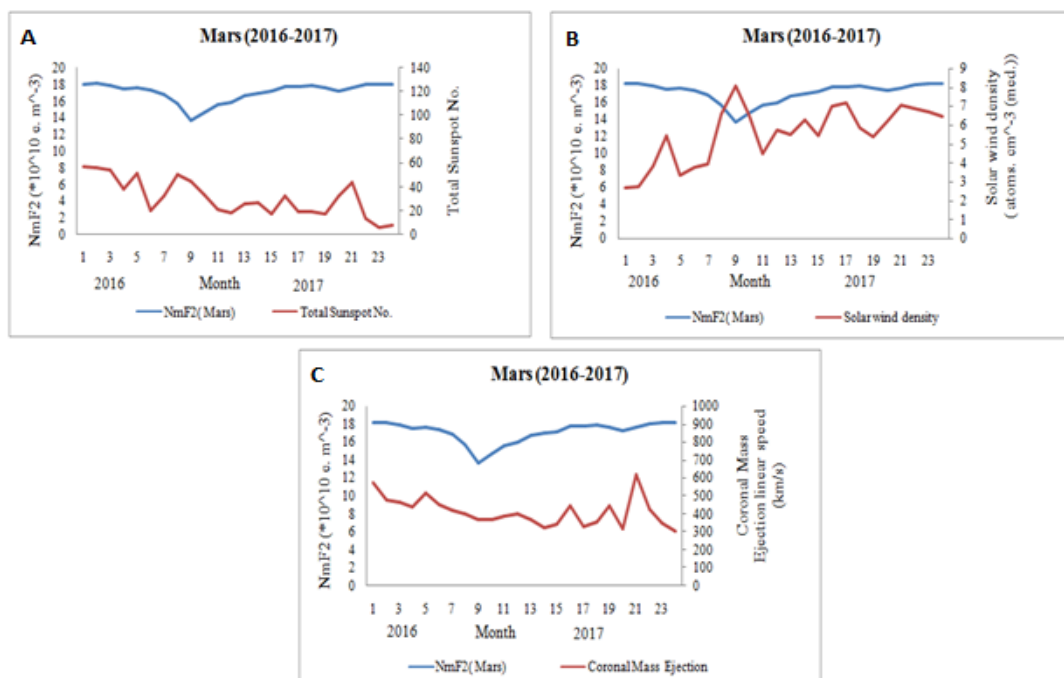 A
Mars (2016-2017)
NmF2 (*10^10 e. m^-3)
20
18
16
14
12
10
8
6
4
2
0
140
120
100
80
60
40
20
0
Total Sunspot No.
1 3 5 7 9 11 13 15 17 19 21 23
2016 Month 2017
NmF2( Mars) Total Sunspot No.
B
Mars (2016-2017)
NmF2 (*10^10 e. m^-3)
20
18
16
14
12
10
8
6
4
2
0
9
8
7
6
5
4
3
2
1
0
Solar wind density
( atoms. cm^-3 (med.))
1 3 5 7 9 11 13 15 17 19 21 23
2016 Month 2017
NmF2( Mars) Solar wind density
C
Mars (2016-2017)
NmF2 (*10^10 e. m^-3)
20
18
16
14
12
10
8
6
4
2
0
1000
900
800
700
600
500
400
300
200
100
0
Coronal Mass
Ejection linear speed
(km/s)
1 3 5 7 9 11 13 15 17 19 21 23
2016 Month 2017
NmF2( Mars) Coronal Mass Ejection